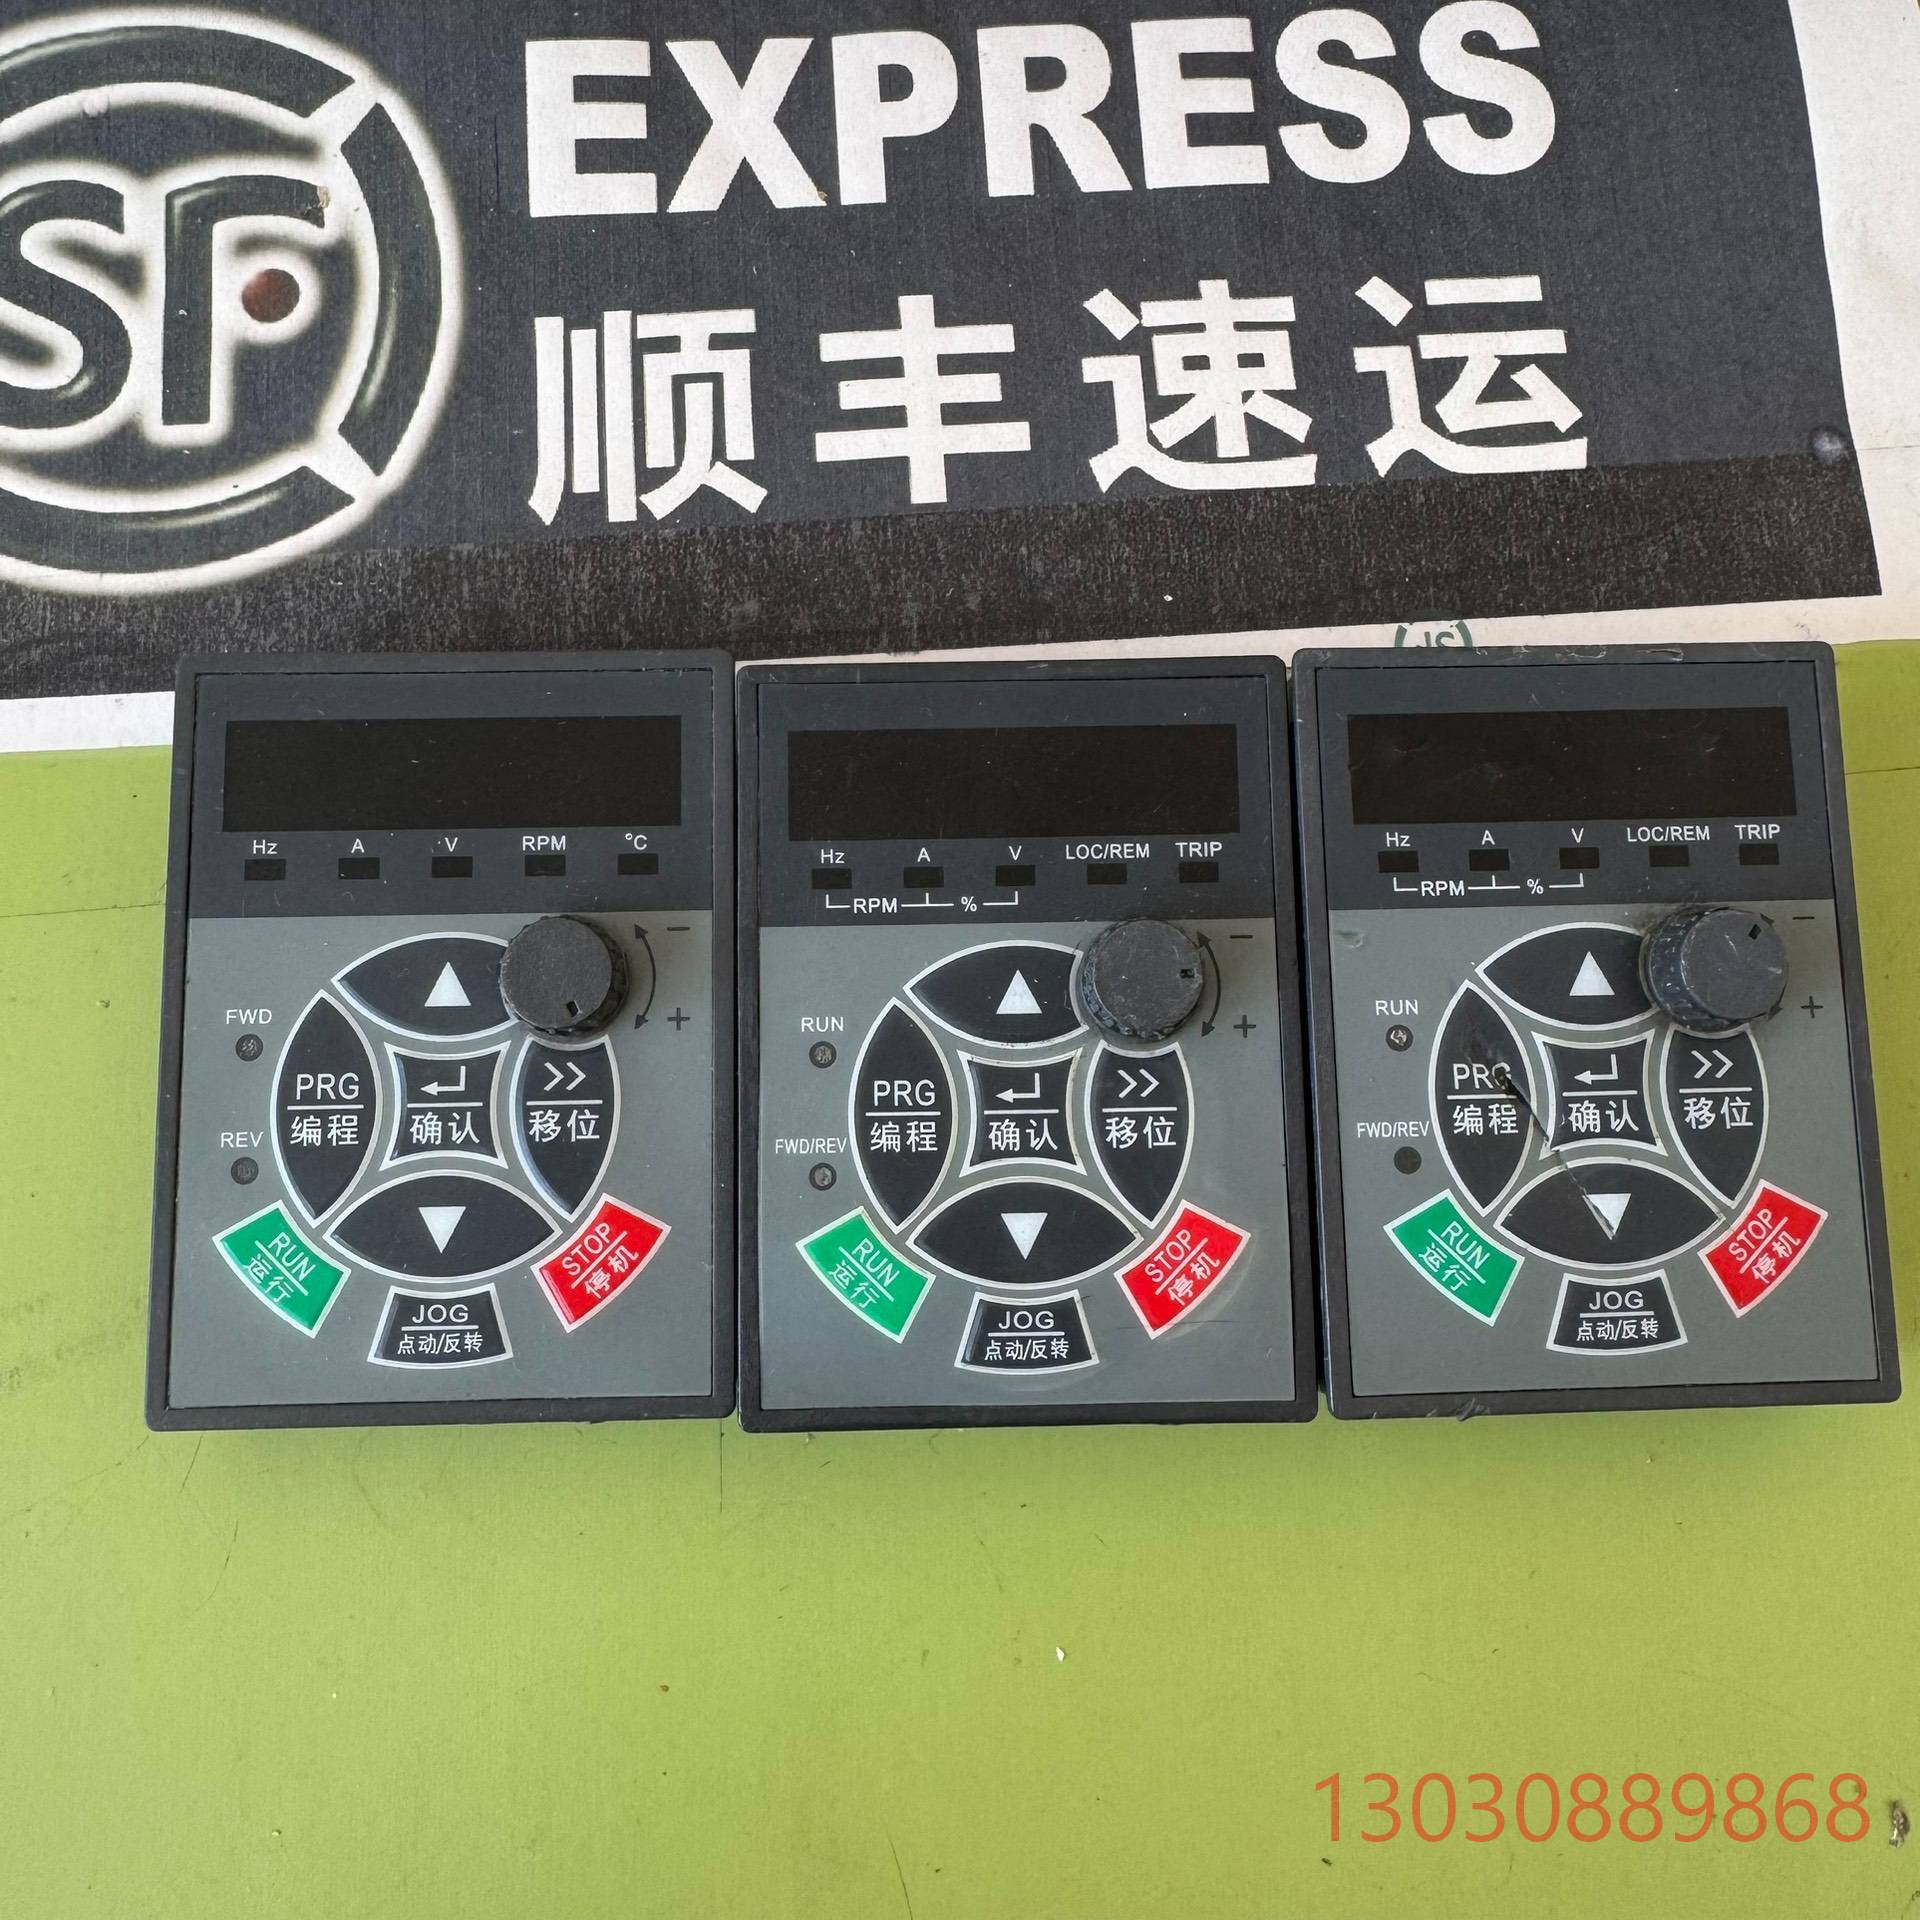 SF
EXPRESS
顺丰速运
Hz A V RPM °C
FWD
REV
PRG
编程
确认
>>
移位
RUN
运行
STOP
停机
JOG
点动/反转
− +
Hz A V LOC/REM TRIP
RPM %
RUN
FWD/REV
PRG
编程
确认
>>
移位
RUN
运行
STOP
停机
JOG
点动/反转
− +
Hz A V LOC/REM TRIP
RPM %
RUN
FWD/REV
PRG
编程
确认
>>
移位
RUN
运行
STOP
停机
JOG
点动/反转
− +
13030889868